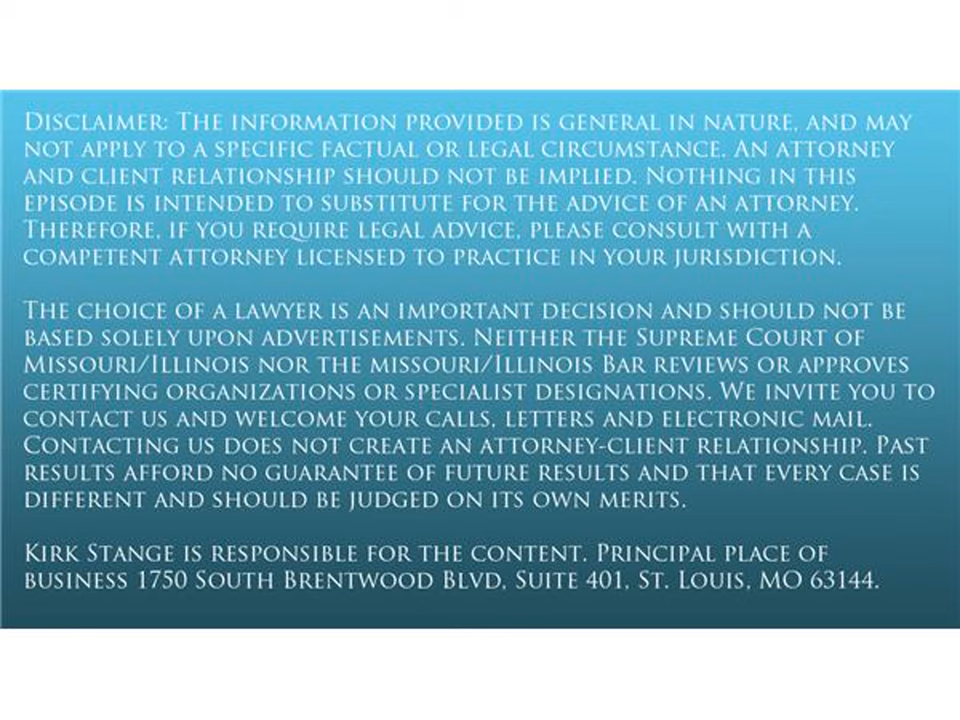 Disclaimer: The information provided is general in nature, and may
not apply to a specific factual or legal circumstance. An attorney
and client relationship should not be implied. Nothing in this
episode is intended to substitute for the advice of an attorney.
Therefore, if you require legal advice, please consult with a
competent attorney licensed to practice in your jurisdiction.
The choice of a lawyer is an important decision and should not be
based solely upon advertisements. Neither the Supreme Court of
Missouri/Illinois nor the missouri/Illinois Bar reviews or approves
certifying organizations or specialist designations. We invite you to
contact us and welcome your calls, letters and electronic mail.
Contacting us does not create an attorney-client relationship. Past
results afford no guarantee of future results and that every case is
different and should be judged on its own merits.
Kirk Stange is responsible for the content. Principal place of
business 1750 South Brentwood Blvd, Suite 401, St. Louis, MO 63144.